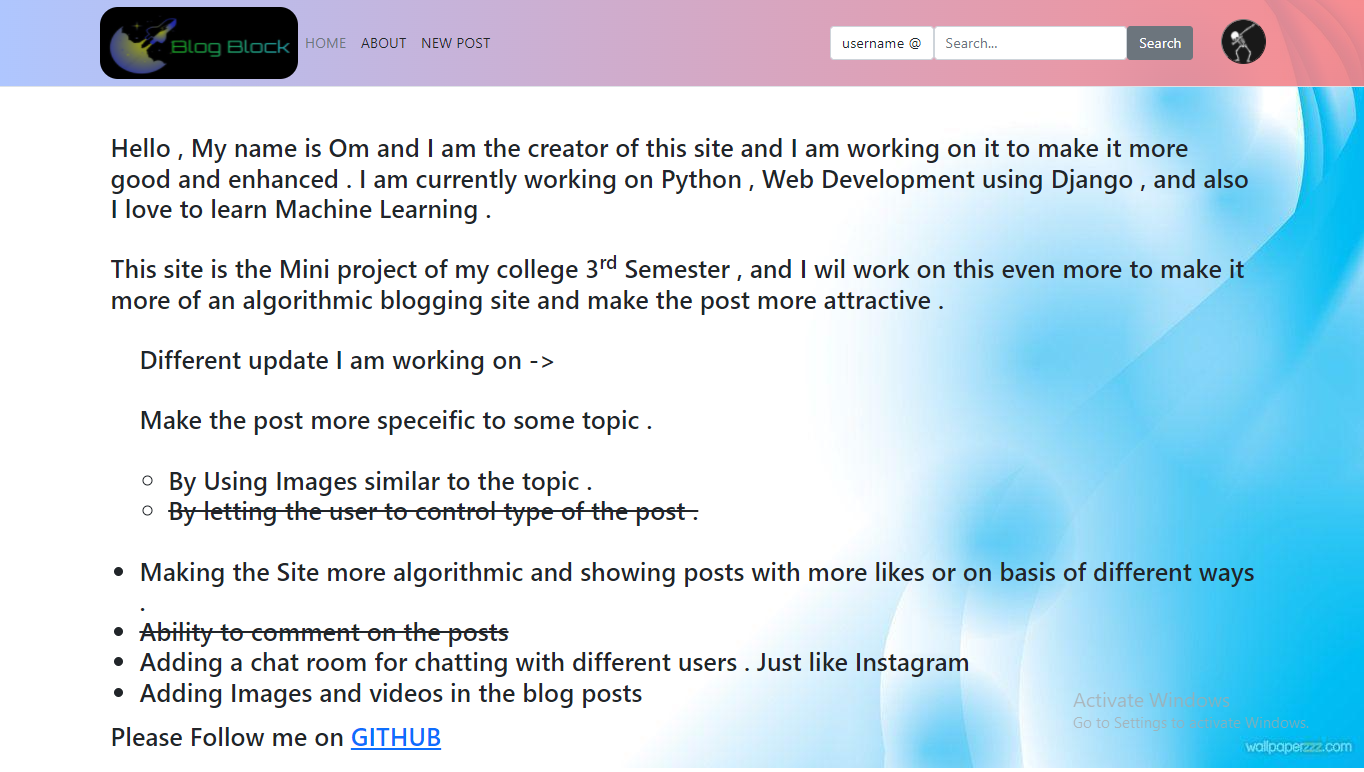 Blog Block
HOME ABOUT NEW POST
username @ Search... Search
Hello , My name is Om and I am the creator of this site and I am working on it to make it more
good and enhanced . I am currently working on Python , Web Development using Django , and also
I love to learn Machine Learning .
This site is the Mini project of my college 3rd Semester , and I wil work on this even more to make it
more of an algorithmic blogging site and make the post more attractive .
Different update I am working on ->
Make the post more speceific to some topic .
By Using Images similar to the topic .
By letting the user to control type of the post .
Making the Site more algorithmic and showing posts with more likes or on basis of different ways
.
Ability to comment on the posts
Adding a chat room for chatting with different users . Just like Instagram
Adding Images and videos in the blog posts
Please Follow me on GITHUB
Activate Windows
Go to Settings to activate Windows.
wallpaperzzz.com